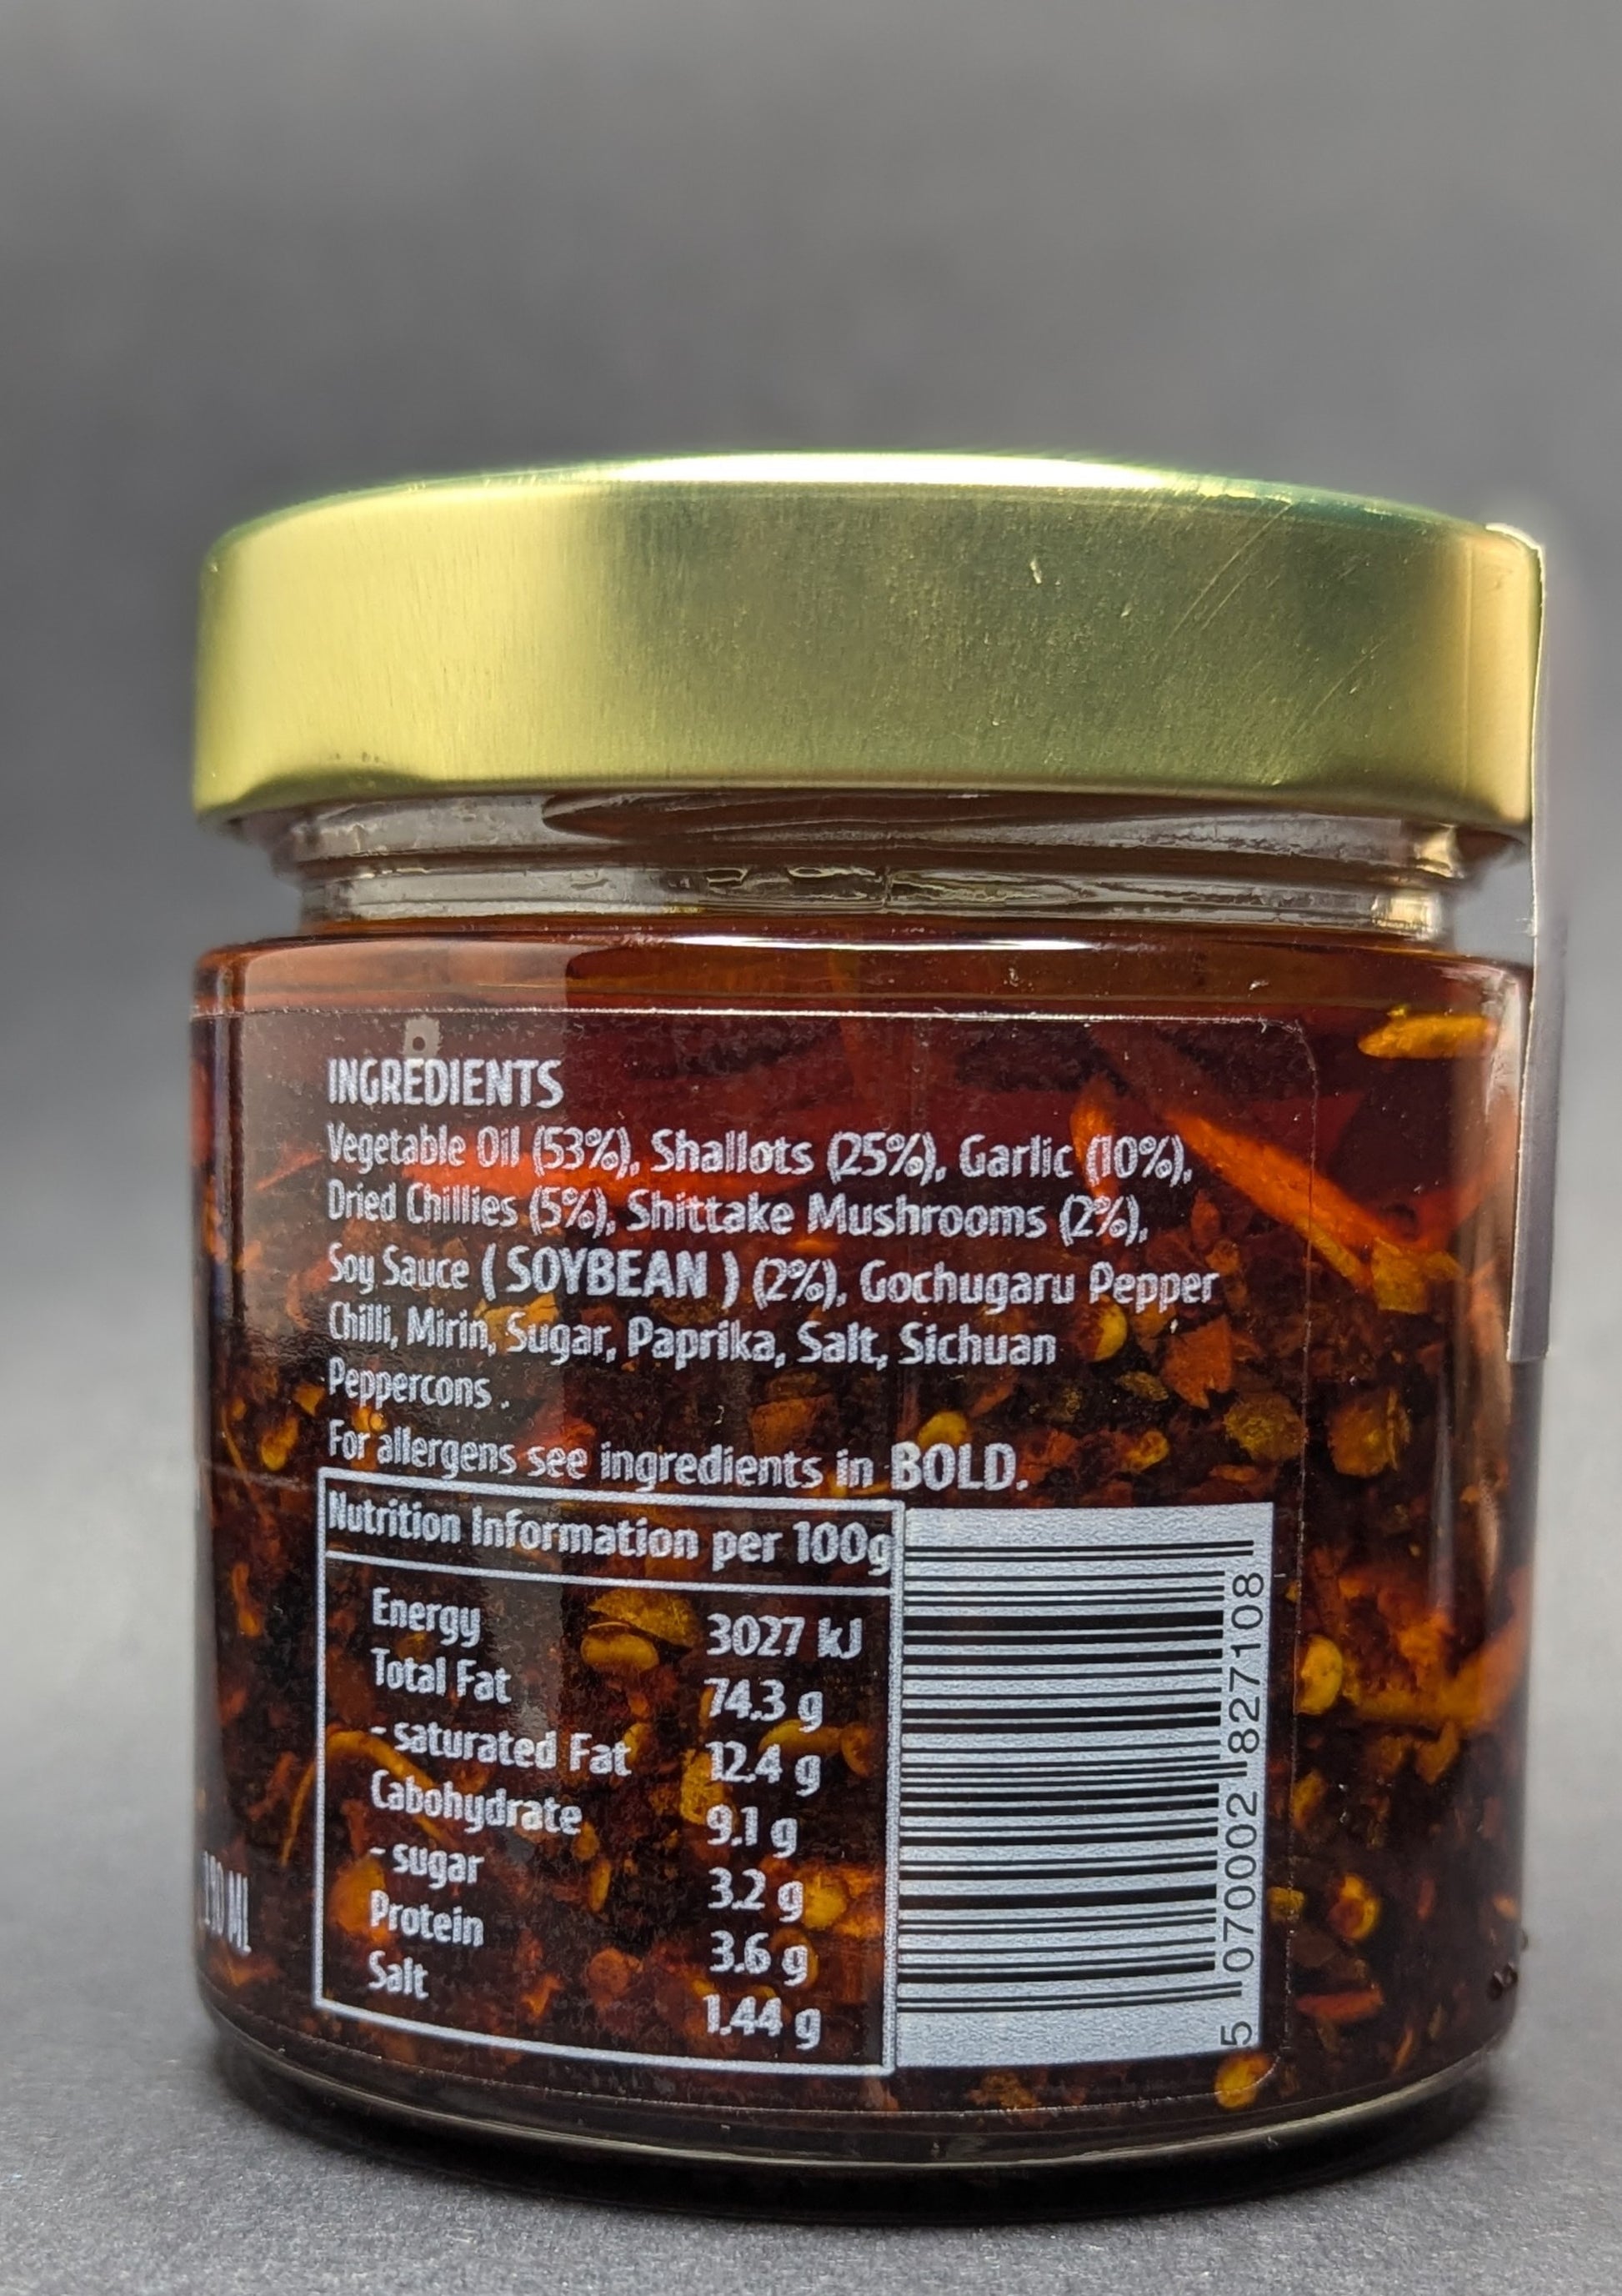 INGREDIENTS
Vegetable Oil (53%), Shallots (25%), Garlic (10%),
Dried Chillies (5%), Shittake Mushrooms (2%),
Soy Sauce ( SOYBEAN ) (2%), Gochugaru Pepper
Chilli, Mirin, Sugar, Paprika, Salt, Sichuan
Peppercons .
For allergens see ingredients in BOLD.
Nutrition Information per 100g
Energy 3027 kJ
Total Fat 74.3 g
- saturated Fat 12.4 g
Cabohydrate 9.1 g
- sugar 3.2 g
Protein 3.6 g
Salt 1.44 g
5 070002 827108
ML